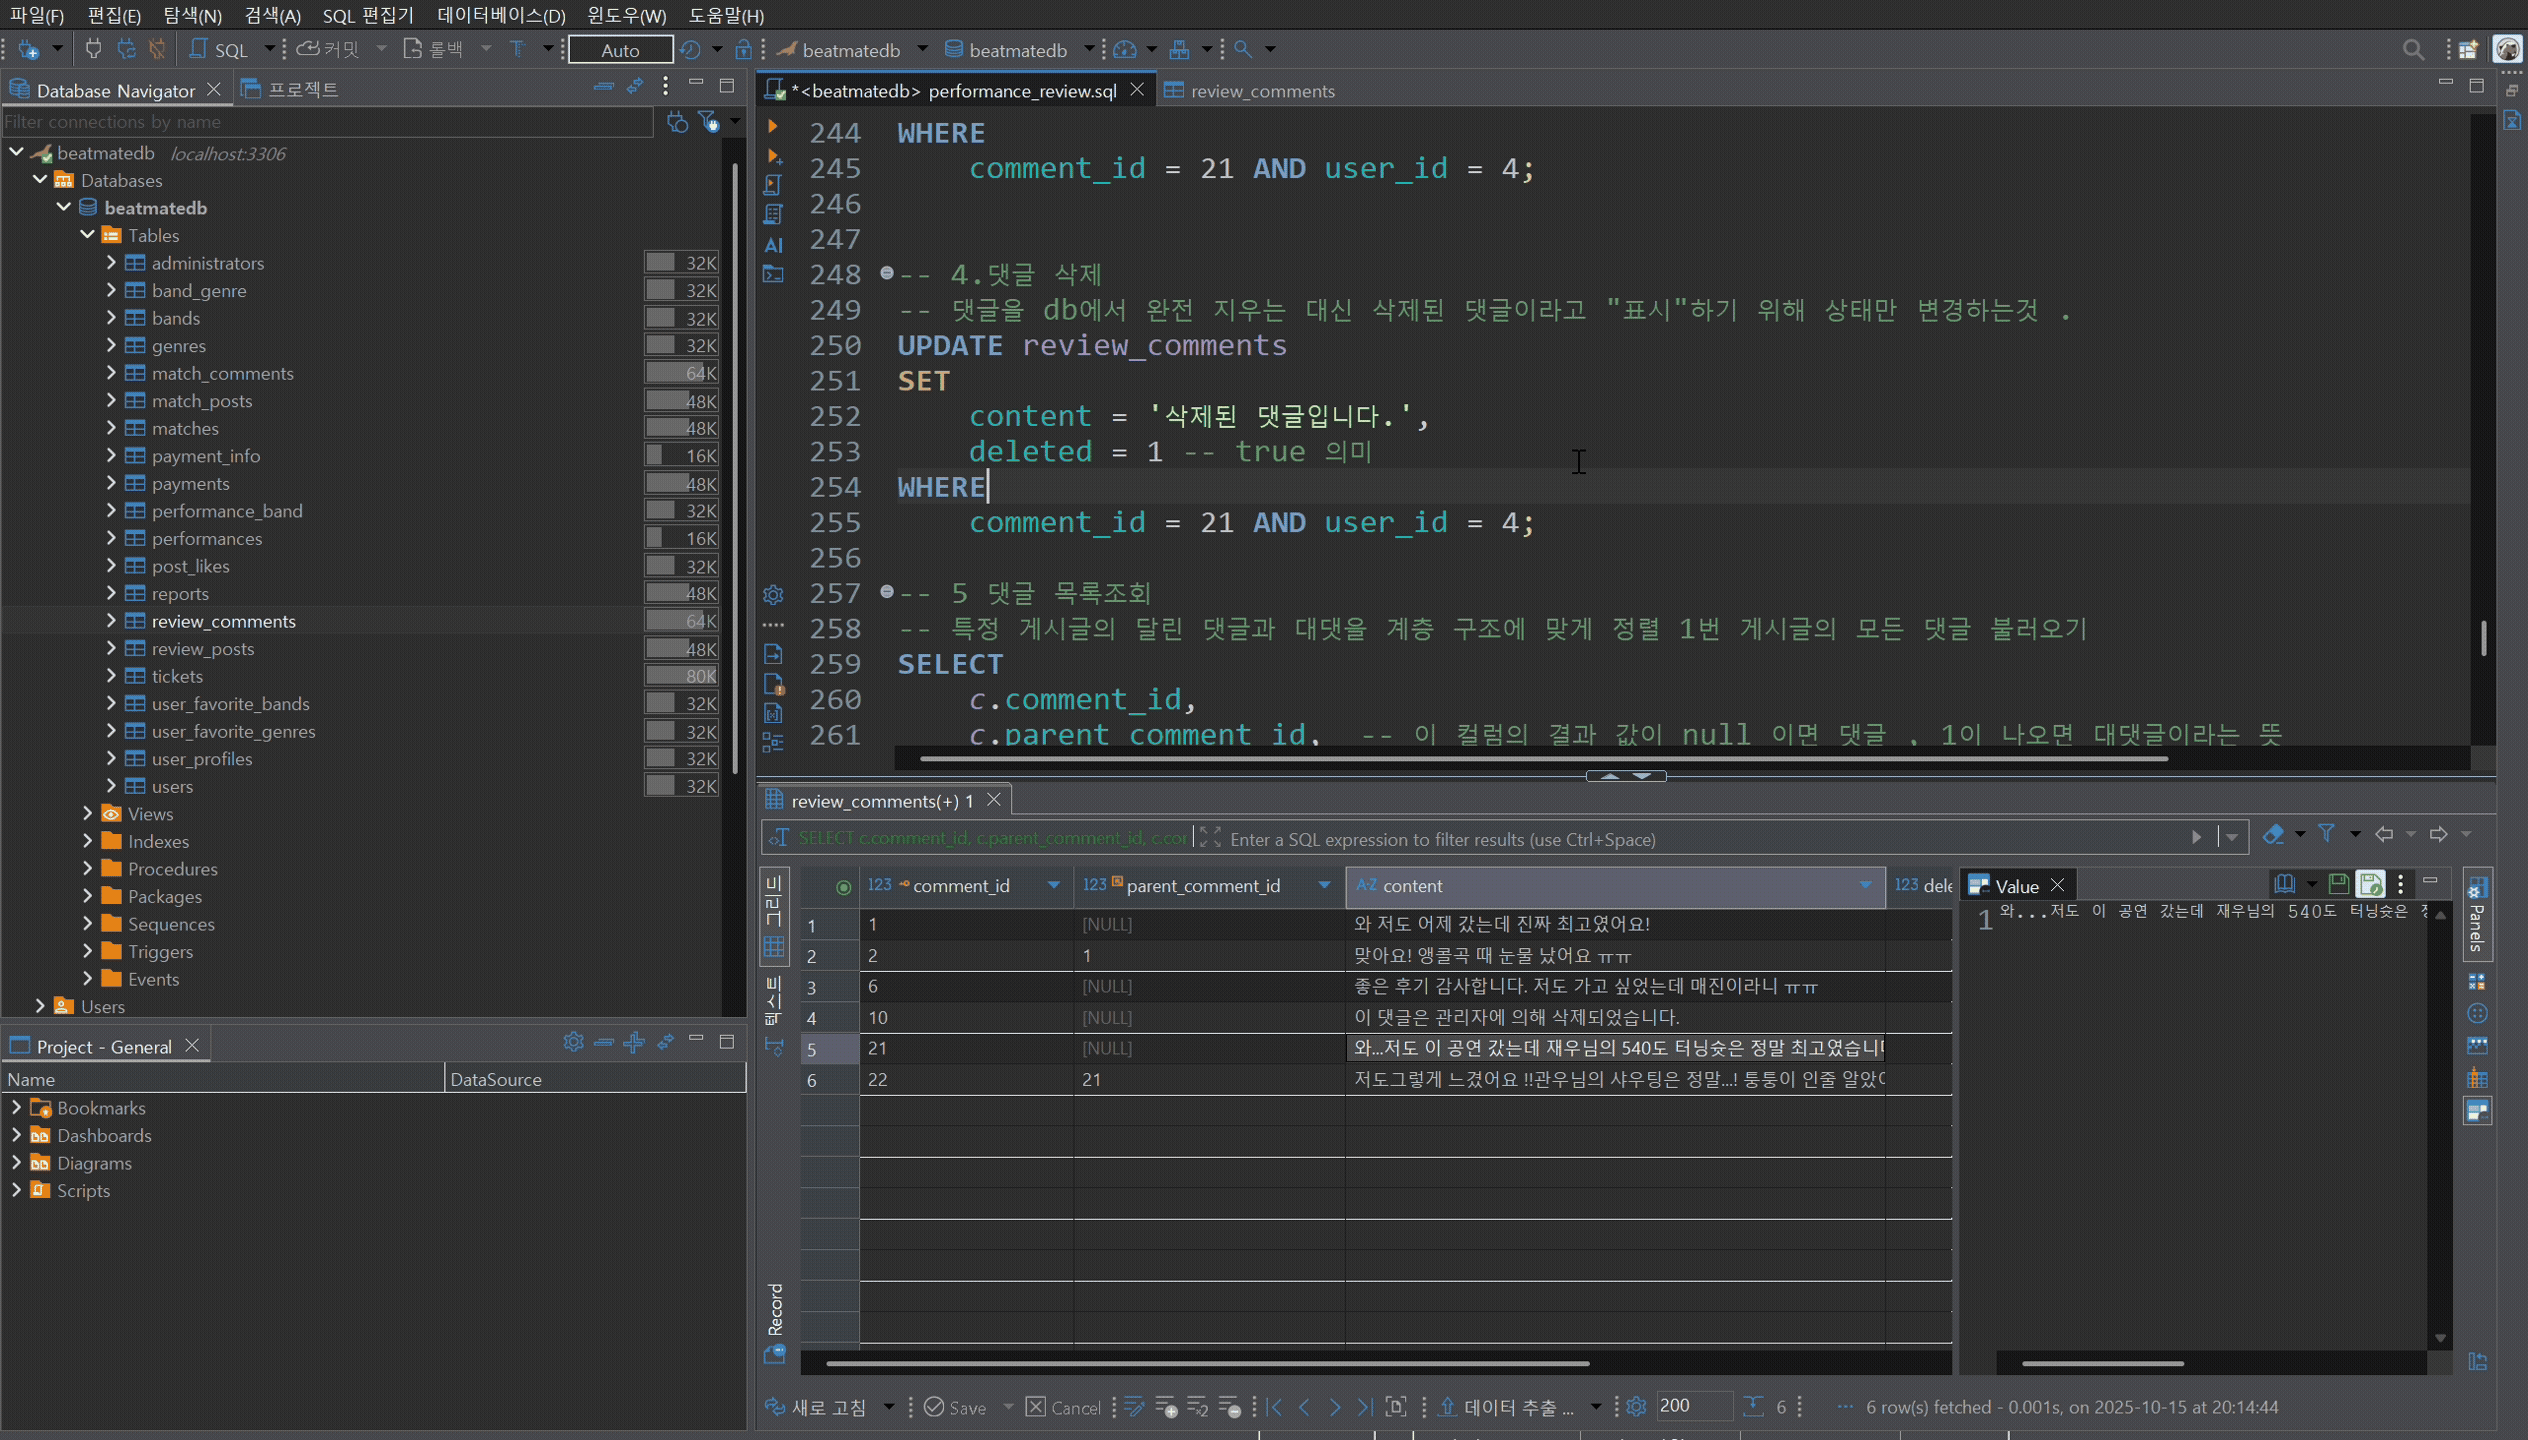 파일(F) 편집(E) 탐색(N) 검색(A) SQL 편집기 데이터베이스(D) 윈도우(W) 도움말(H)
SQL 커밋 롤백 T Auto beatmatedb beatmatedb
Database Navigator 프로젝트
Filter connections by name
beatmatedb localhost:3306
Databases
beatmatedb
Tables
administrators 32K
band_genre 32K
bands 32K
genres 32K
match_comments 64K
match_posts 48K
matches 48K
payment_info 16K
payments 48K
performance_band 32K
performances 16K
post_likes 32K
reports 48K
review_comments 64K
review_posts 48K
tickets 80K
user_favorite_bands 32K
user_favorite_genres 32K
user_profiles 32K
users 32K
Views
Indexes
Procedures
Packages
Sequences
Triggers
Events
Users
Project - General
Name DataSource
Bookmarks
Dashboards
Diagrams
Scripts
*<beatmatedb> performance_review.sql review_comments
AI
244 WHERE
245 comment_id = 21 AND user_id = 4;
246
247
248 -- 4.댓글 삭제
249 -- 댓글을 db에서 완전 지우는 대신 삭제된 댓글이라고 "표시"하기 위해 상태만 변경하는것 .
250 UPDATE review_comments
251 SET
252 content = '삭제된 댓글입니다.',
253 deleted = 1 -- true 의미
254 WHERE
255 comment_id = 21 AND user_id = 4;
256
257 -- 5 댓글 목록조회
258 -- 특정 게시글의 달린 댓글과 대댓을 계층 구조에 맞게 정렬 1번 게시글의 모든 댓글 불러오기
259 SELECT
260 c.comment_id,
261 c.parent_comment_id, -- 이 컬럼의 결과 값이 null 이면 댓글 , 1이 나오면 대댓글이라는 뜻
review_comments(+) 1
SELECT c.comment_id, c.parent_comment_id, c.cor Enter a SQL expression to filter results (use Ctrl+Space)
그리드
텍스트
Record
123 comment_id 123 parent_comment_id A-Z content 123 dele
1 1 [NULL] 와 저도 어제 갔는데 진짜 최고였어요!
2 2 1 맞아요! 앵콜곡 때 눈물 났어요 ㅠㅠ
3 6 [NULL] 좋은 후기 감사합니다. 저도 가고 싶었는데 매진이라니 ㅠㅠ
4 10 [NULL] 이 댓글은 관리자에 의해 삭제되었습니다.
5 21 [NULL] 와...저도 이 공연 갔는데 재우님의 540도 터닝슛은 정말 최고였습니
6 22 21 저도그렇게 느꼈어요 !!관우님의 샤우팅은 정말...! 퉁퉁이 인줄 알았
Value
1 와...저도 이 공연 갔는데 재우님의 540도 터닝슛은
Panels
새로 고침 Save Cancel 데이터 추출 ... 200 6 ... 6 row(s) fetched - 0.001s, on 2025-10-15 at 20:14:44